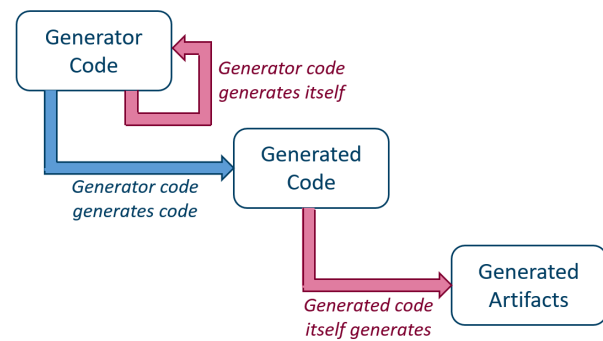 Generator
Code
Generator code
generates itself
Generated
Code
Generator code
generates code
Generated
Artifacts
Generated code
itself generates